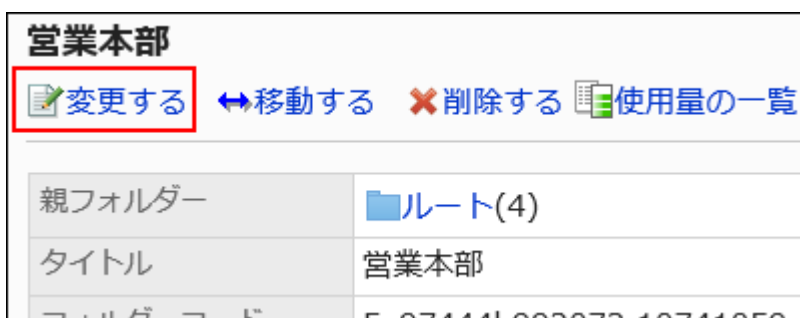 営業本部
変更する 移動する 削除する 使用量の一覧
親フォルダー ルート(4)
タイトル 営業本部